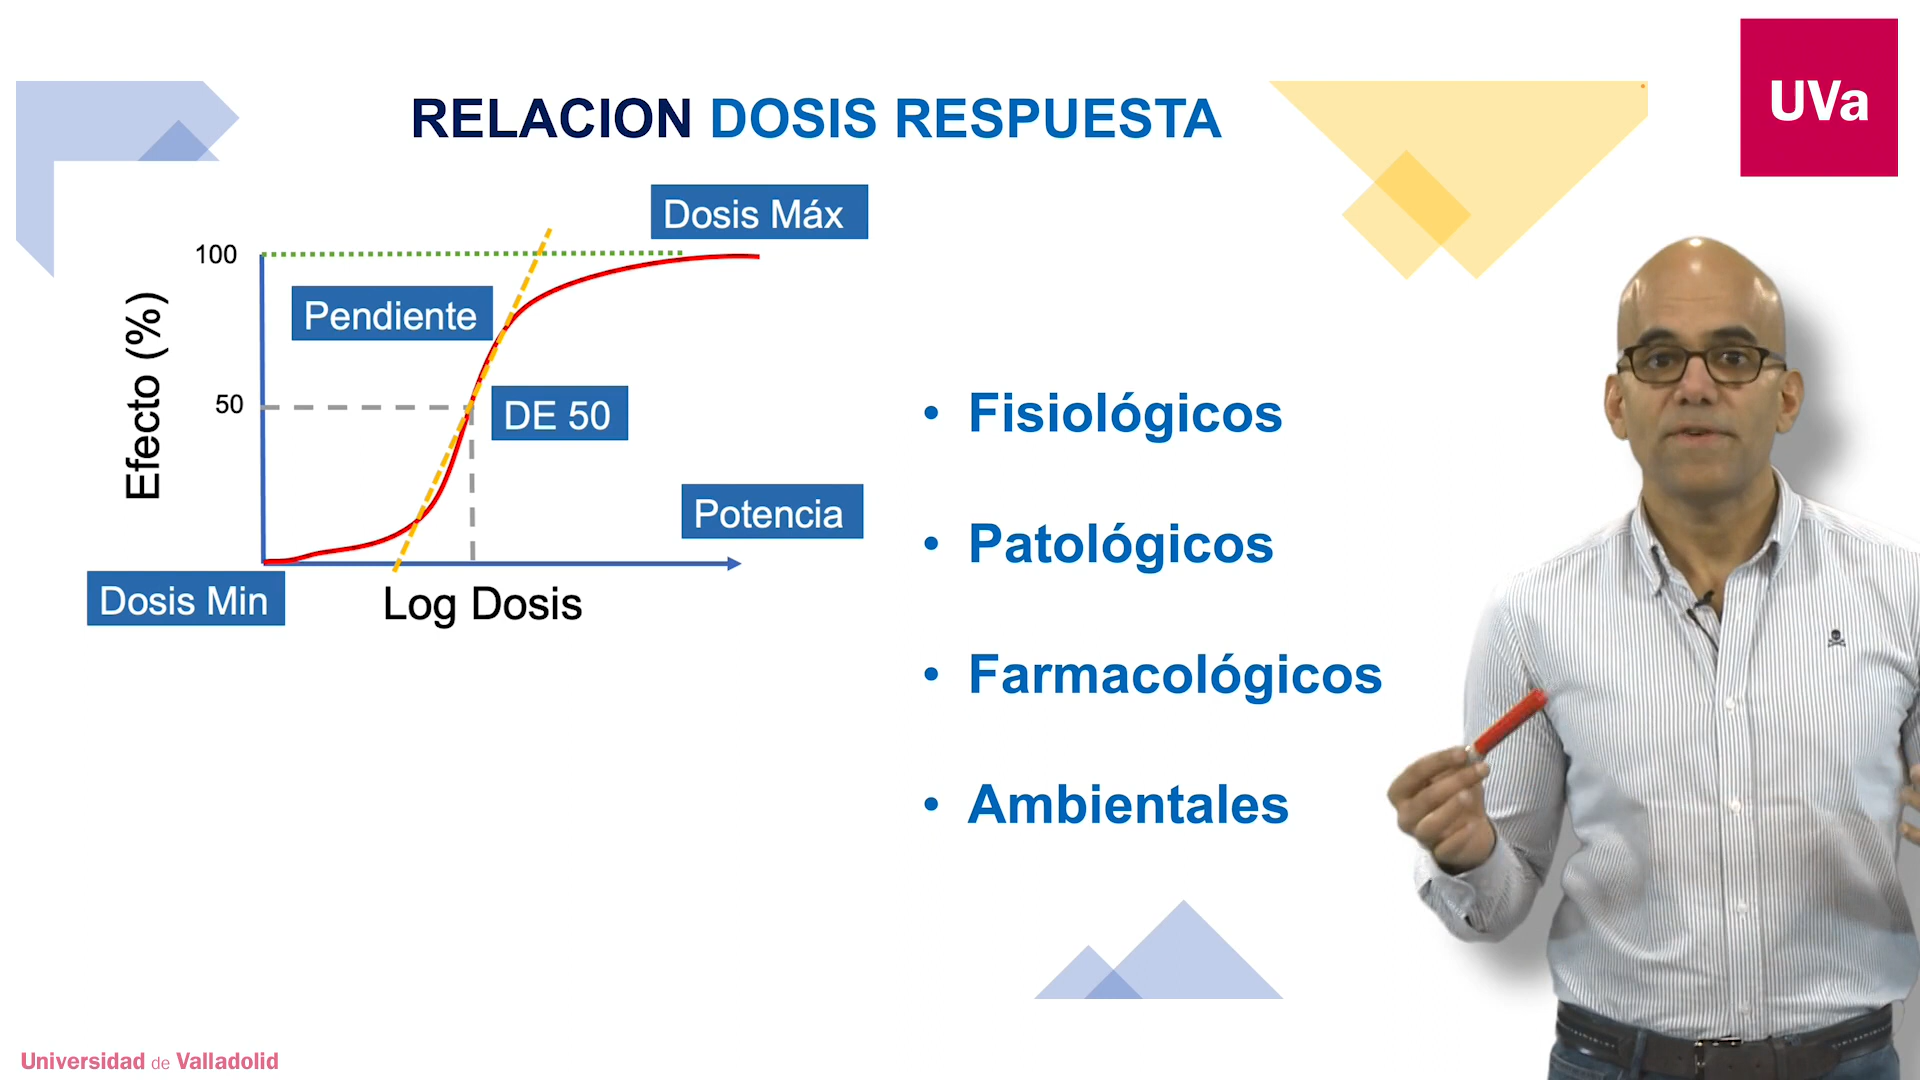 UVa
RELACION DOSIS RESPUESTA
Dosis Máx
100
Pendiente
Efecto (%)
50
DE 50
Potencia
Dosis Min
Log Dosis
• Fisiológicos
• Patológicos
• Farmacológicos
• Ambientales
Universidad de Valladolid